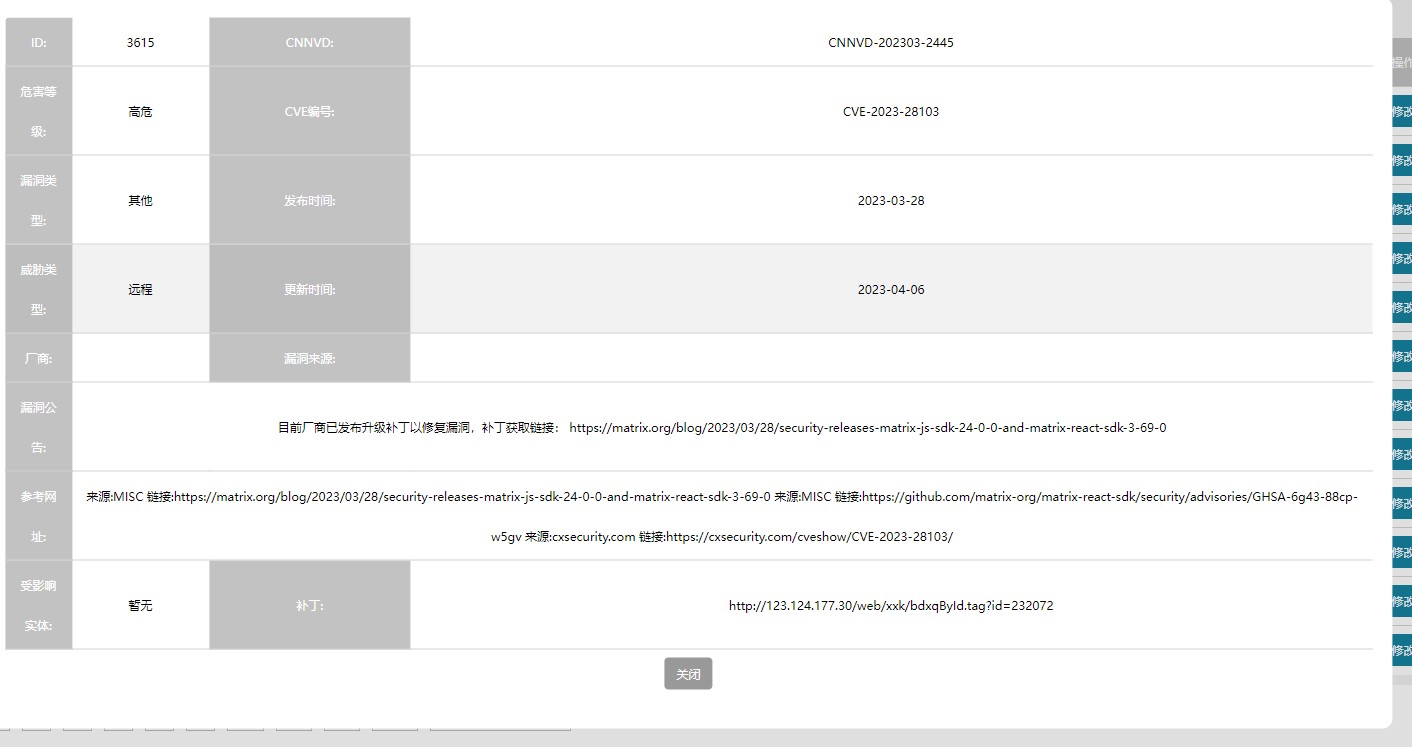 ID: 3615 CNNVD: CNNVD-202303-2445
操作
危害等
级:
高危 CVE编号: CVE-2023-28103
修改
漏洞类
型:
其他 发布时间: 2023-03-28
修改
修改
威胁类
型:
远程 更新时间: 2023-04-06
修改
修改
厂商: 漏洞来源:
修改
漏洞公
告:
目前厂商已发布升级补丁以修复漏洞，补丁获取链接： https://matrix.org/blog/2023/03/28/security-releases-matrix-js-sdk-24-0-0-and-matrix-react-sdk-3-69-0
修改
修改
参考网
址:
来源:MISC 链接:https://matrix.org/blog/2023/03/28/security-releases-matrix-js-sdk-24-0-0-and-matrix-react-sdk-3-69-0 来源:MISC 链接:https://github.com/matrix-org/matrix-react-sdk/security/advisories/GHSA-6g43-88cp-
w5gv 来源:cxsecurity.com 链接:https://cxsecurity.com/cveshow/CVE-2023-28103/
修改
修改
受影响
实体:
暂无 补丁: http://123.124.177.30/web/xxk/bdxqById.tag?id=232072
修改
修改
关闭